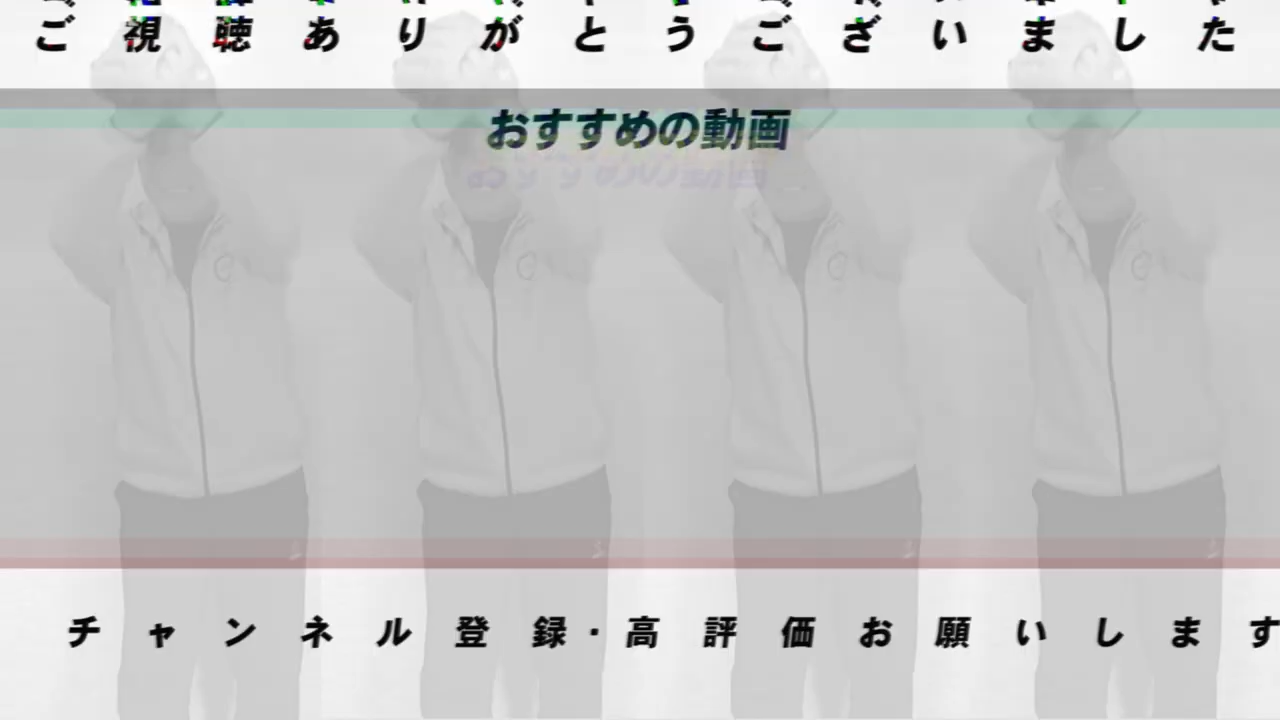 ご視聴ありがとうございました
おすすめの動画
チャンネル登録・高評価お願いします